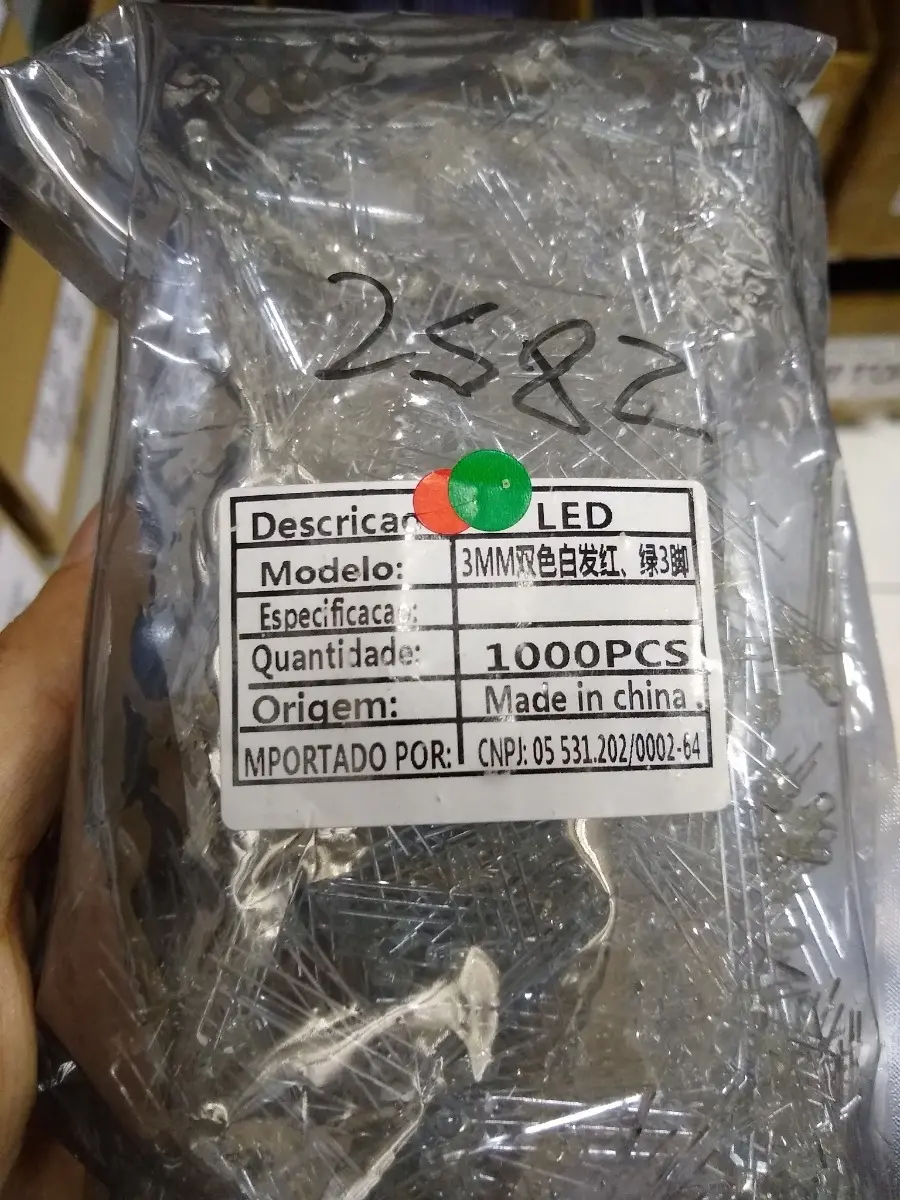 2582
Descricao LED
Modelo: 3MM双色白发红、绿3脚
Especificacao:
Quantidade: 1000PCS
Origem: Made in china
MPORTADO POR: CNPJ: 05 531.202/0002-64